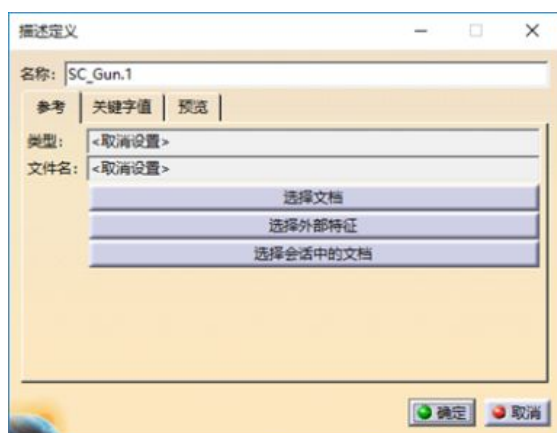 描述定义
名称: SC_Gun.1
参考 关键字值 预览
类型: <取消设置>
文件名: <取消设置>
选择文档
选择外部特征
选择会话中的文档
确定 取消